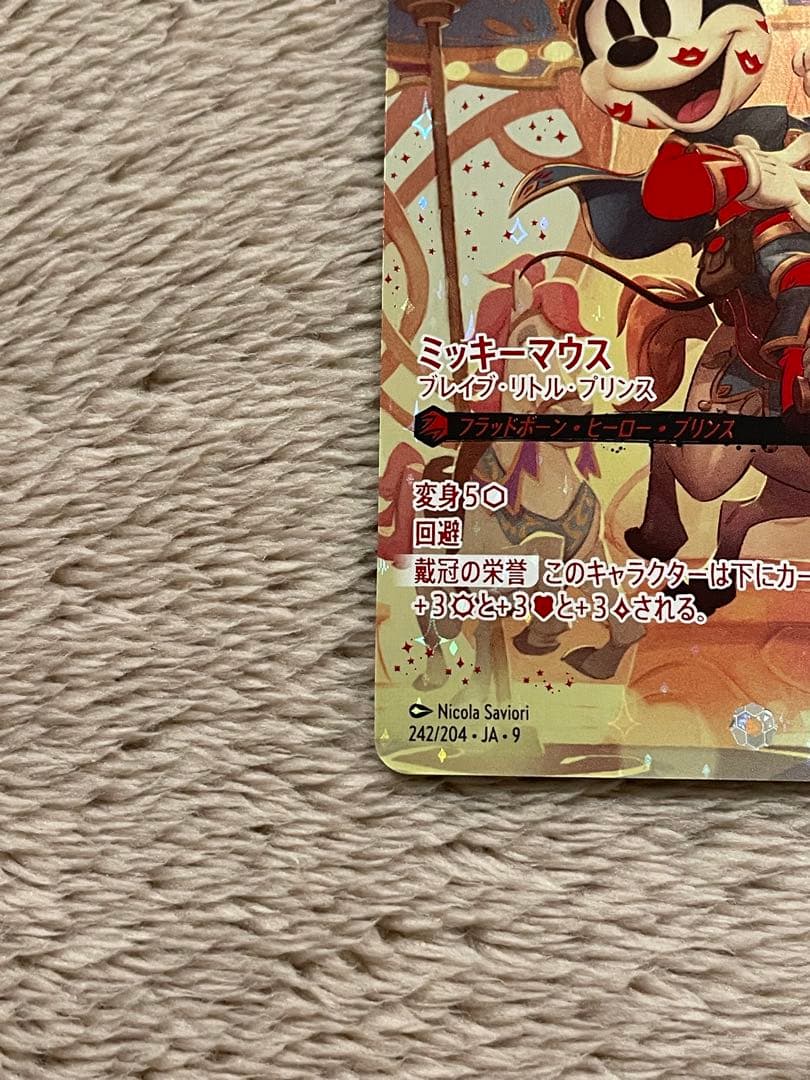 ミッキーマウス
ブレイブ・リトル・プリンス
フラッドボーン・ヒーロー・プリンス
変身 5
回避
戴冠の栄誉 このキャラクターは下にカー
+3 と+3 と+3 される。
Nicola Saviori
242/204 • JA • 9